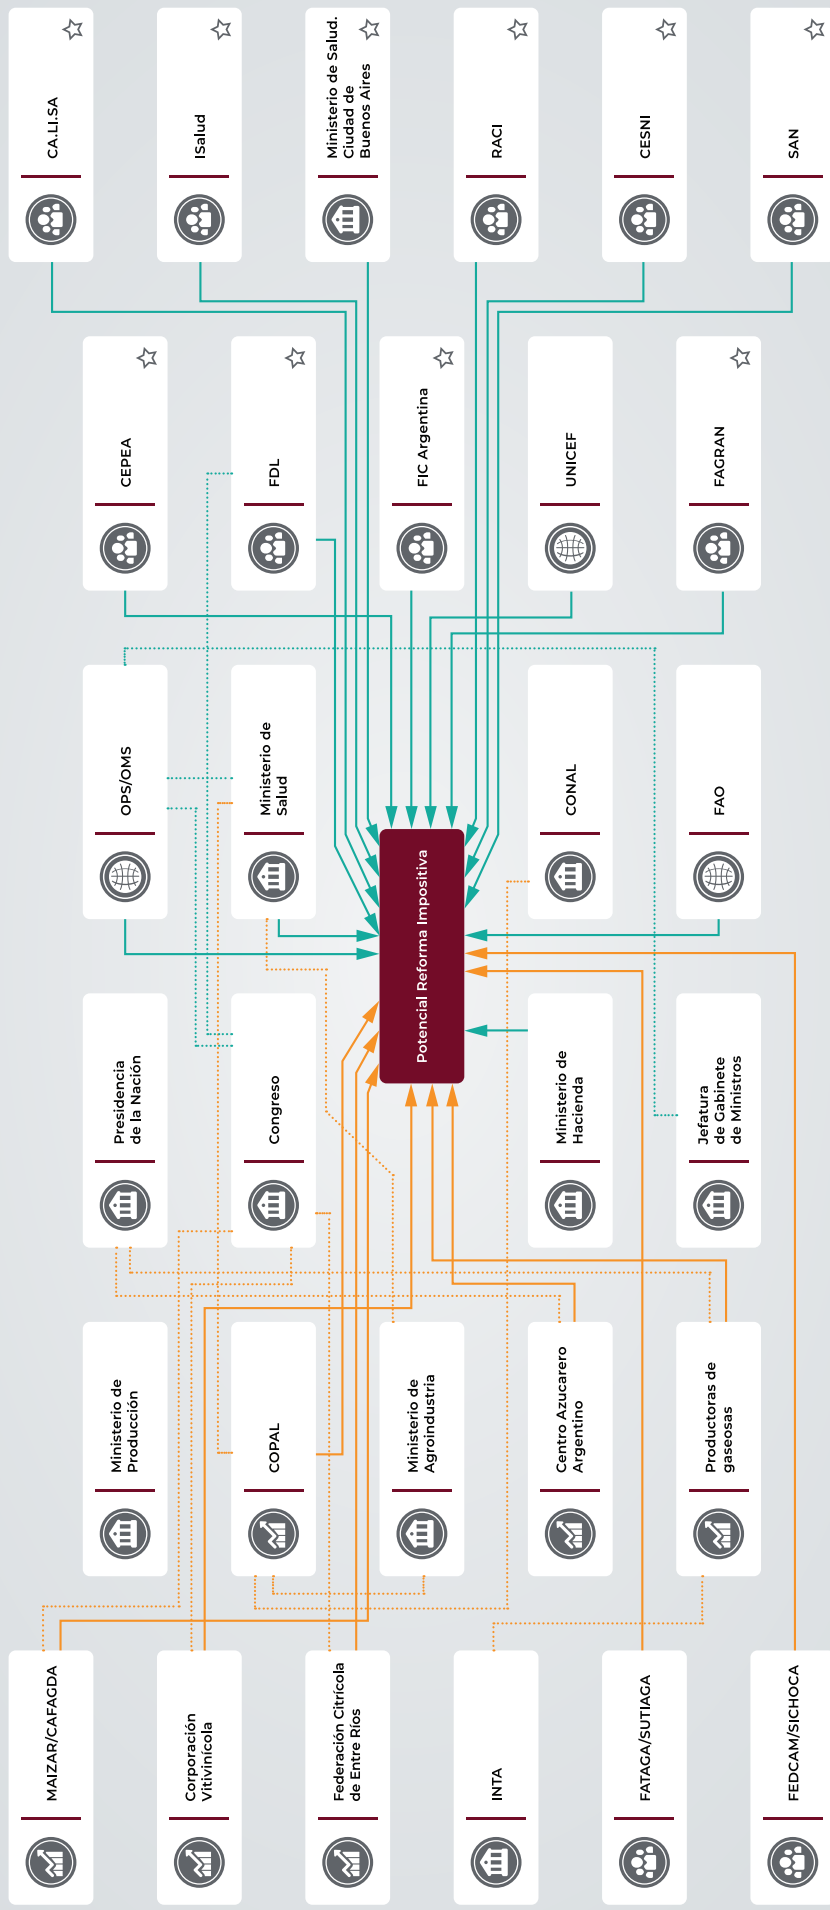 CA.LI.SA
ISalud
Ministerio de Salud.
Ciudad de
Buenos Aires
RACI
CESNI
SAN
CEPEA
FDL
FIC Argentina
UNICEF
FAGRAN
OPS/OMS
Ministerio de
Salud
CONAL
FAO
Potencial Reforma Impositiva
Presidencia
de la Nación
Congreso
Ministerio de
Hacienda
Jefatura
de Gabinete
de Ministros
Ministerio de
Producción
COPAL
Ministerio de
Agroindustria
Centro Azucarero
Argentino
Productoras de
gaseosas
MAIZAR/CAFAGDA
Corporación
Vitivinícola
Federación Citrícola
de Entre Ríos
INTA
FATAGA/SUTIAGA
FEDCAM/SICHOCA